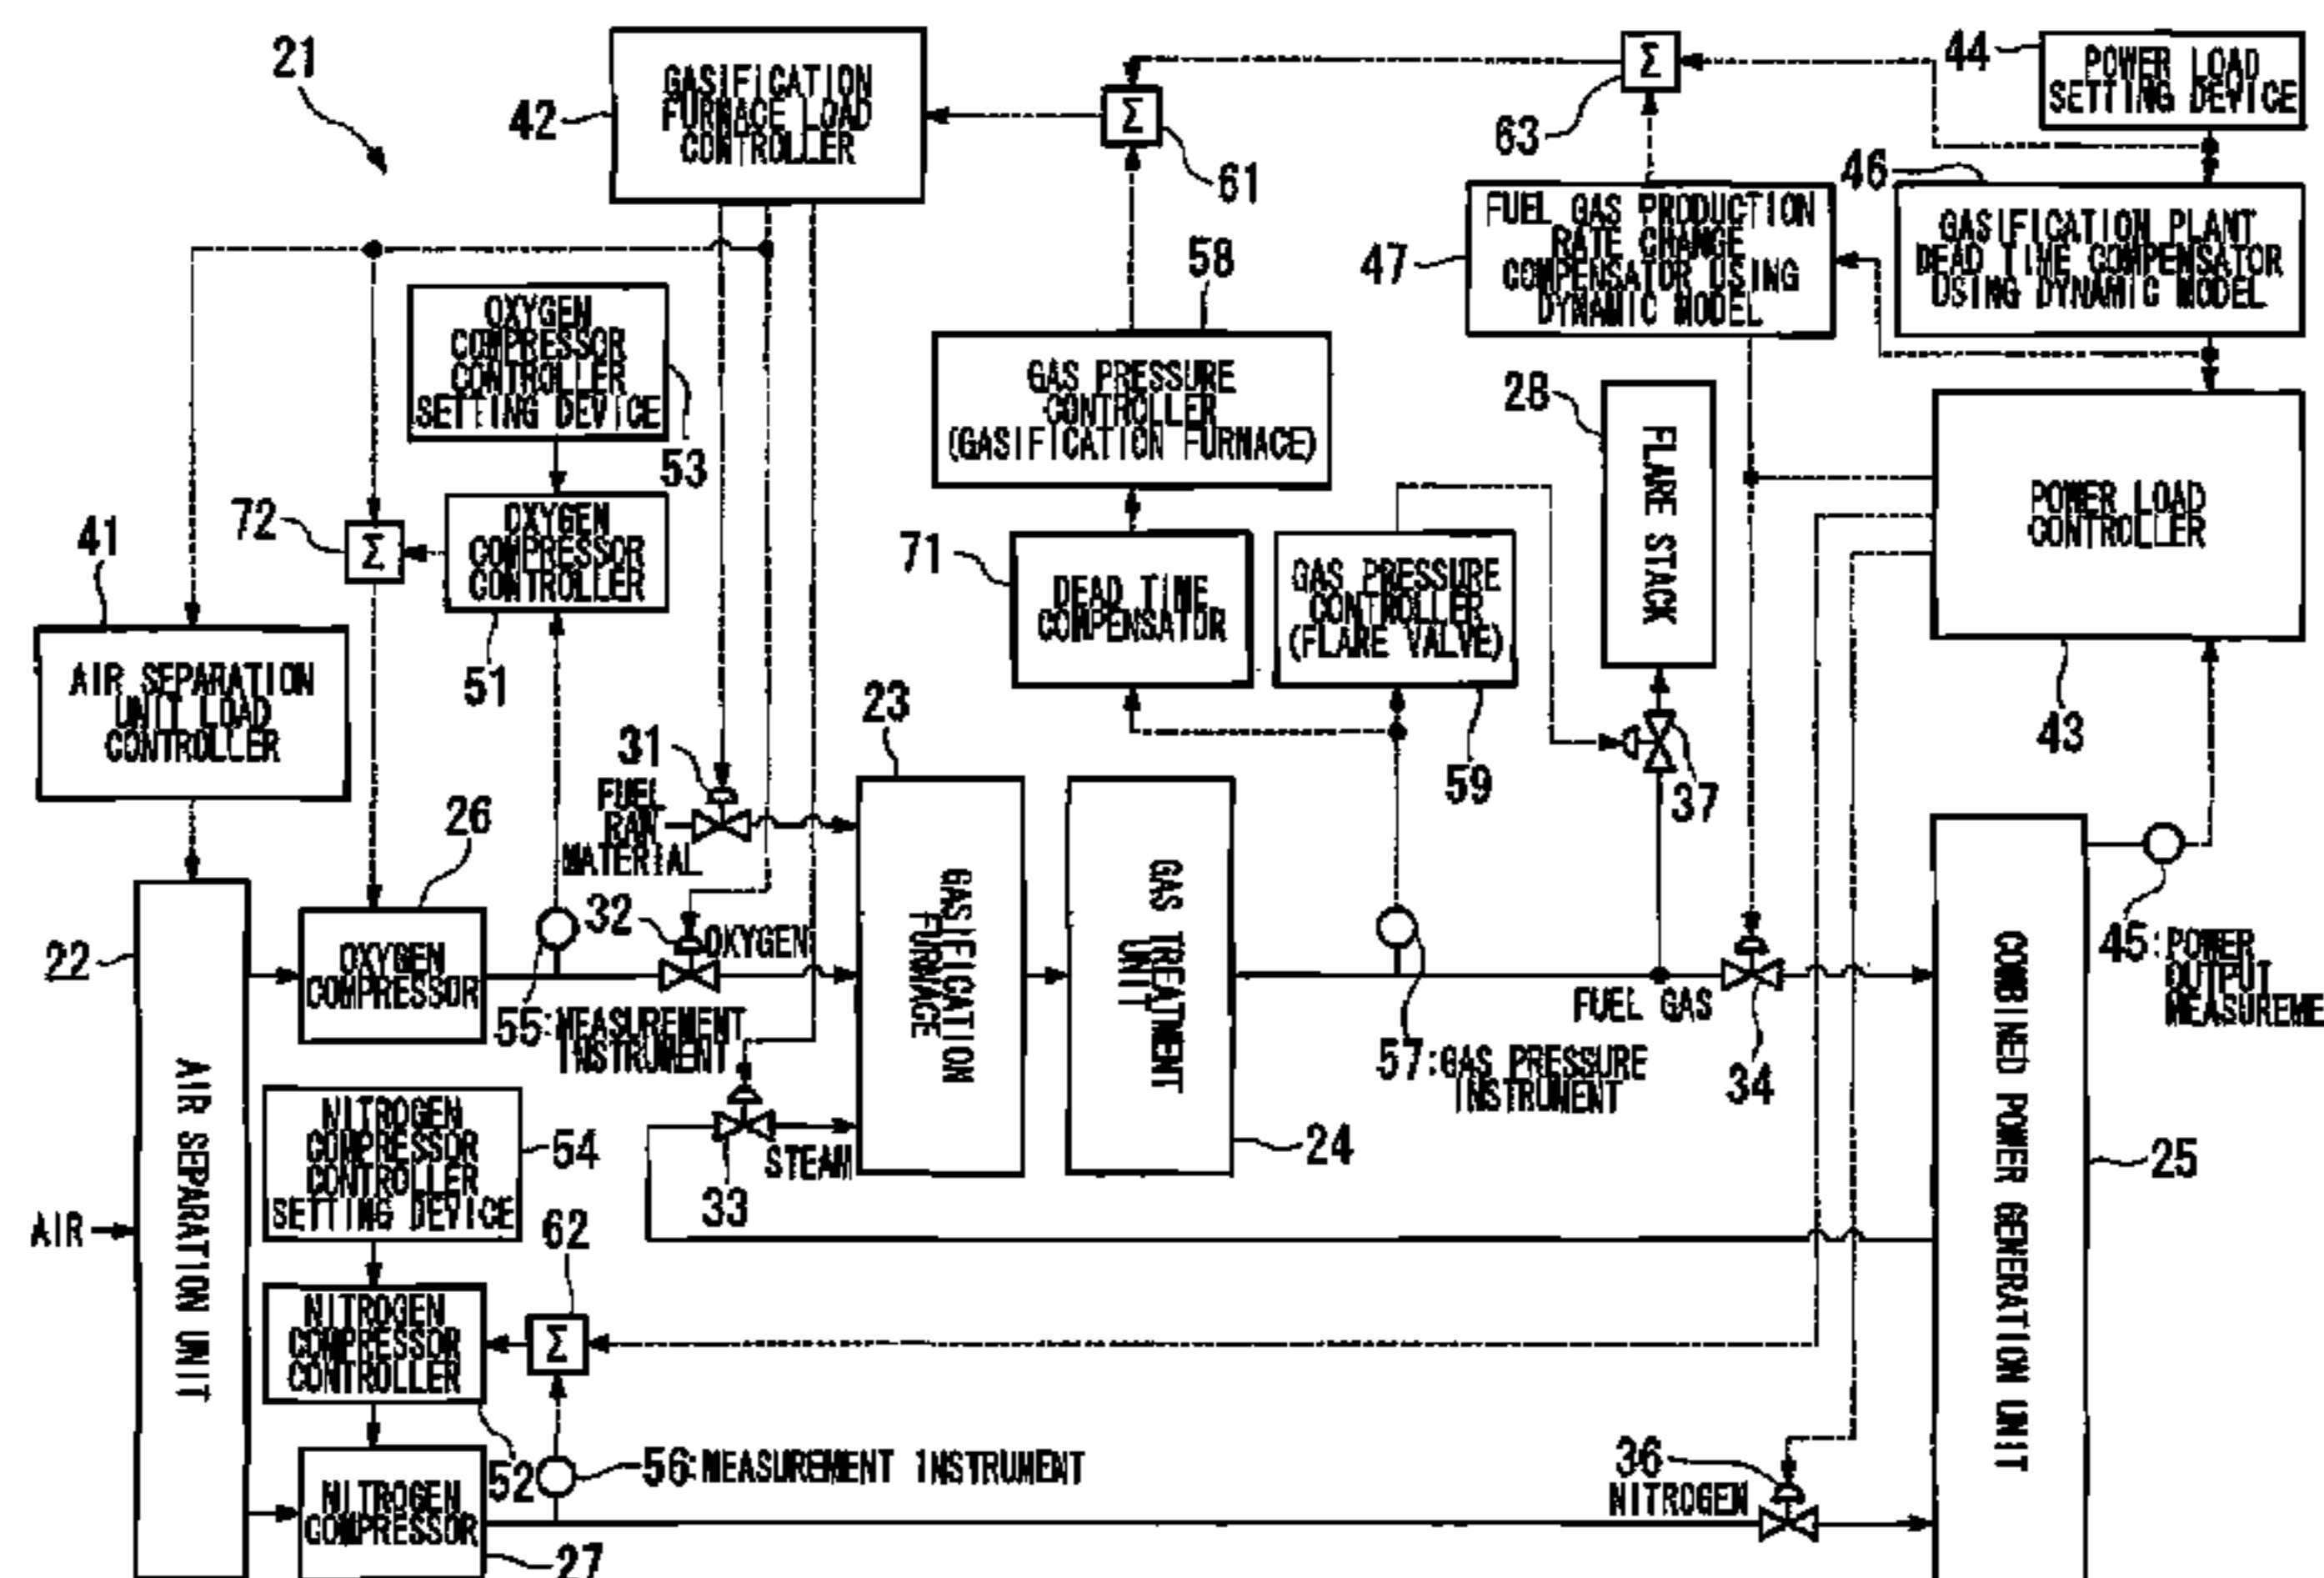 21
42
GASIFICATION
FURNACE LOAD
CONTROLLER
Σ
61
Σ
63
44
POWER LOAD
SETTING DEVICE
46
GASIFICATION PLANT
DEAD TIME COMPENSATOR
USING DYNAMIC MODEL
47
FUEL GAS PRODUCTION
RATE CHANGE
COMPENSATOR USING
DYNAMIC MODEL
58
GAS PRESSURE
CONTROLLER
(GASIFICATION FURNACE)
OXYGEN
COMPRESSOR
CONTROLLER
SETTING DEVICE
53
72
Σ
OXYGEN
COMPRESSOR
CONTROLLER
51
41
AIR SEPARATION
UNIT LOAD
CONTROLLER
71
DEAD TIME
COMPENSATOR
GAS PRESSURE
CONTROLLER
(FLARE VALVE)
59
28
FLARE STACK
37
POWER LOAD
CONTROLLER
43
23
31
FUEL
RAW
MATERIAL
26
OXYGEN
COMPRESSOR
32
OXYGEN
55:MEASUREMENT
INSTRUMENT
22
AIR SEPARATION UNIT
AIR
GASIFICATION
FURNACE
GAS TREATMENT
UNIT
24
57:GAS PRESSURE
INSTRUMENT
FUEL GAS
34
45:POWER
OUTPUT
MEASUREME
COMBINED POWER GENERATION UNIT
25
33
STEAM
NITROGEN
COMPRESSOR
CONTROLLER
SETTING DEVICE
54
62
Σ
NITROGEN
COMPRESSOR
CONTROLLER
52
56:MEASUREMENT INSTRUMENT
NITROGEN
COMPRESSOR
27
36
NITROGEN